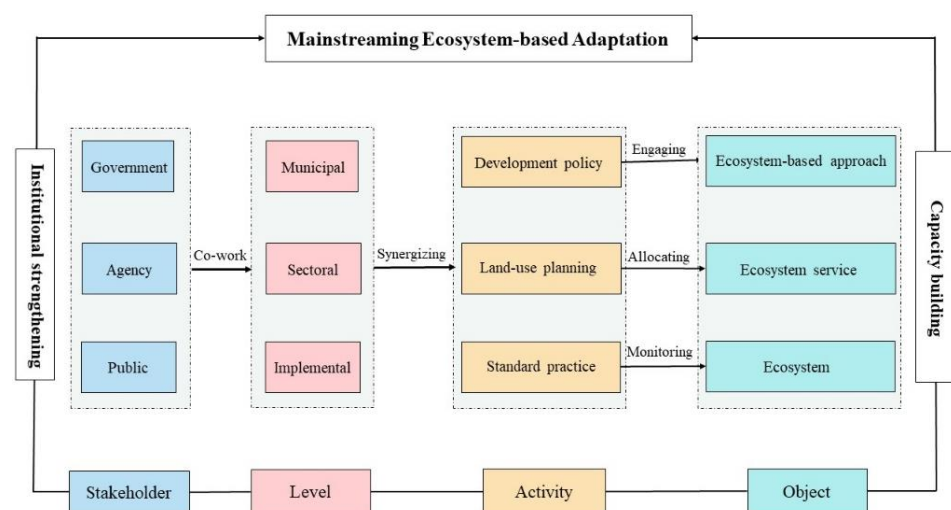 Mainstreaming Ecosystem-based Adaptation
Institutional strengthening
Government
Agency
Public
Co-work
Municipal
Sectoral
Implemental
Synergizing
Development policy
Land-use planning
Standard practice
Engaging
Allocating
Monitoring
Ecosystem-based approach
Ecosystem service
Ecosystem
Capacity building
Stakeholder
Level
Activity
Object